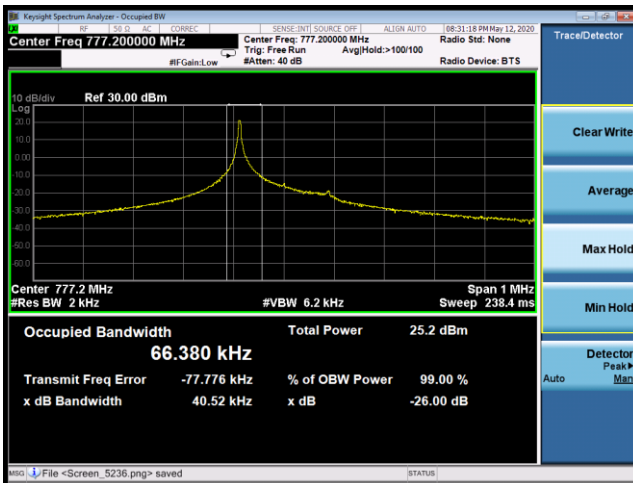 Keysight Spectrum Analyzer - Occupied BW
RF 50 Ω AC CORREC SENSE:INT SOURCE OFF ALIGN AUTO 08:31:18 PM May 12, 2020
Center Freq 777.200000 MHz
Center Freq: 777.200000 MHz
Radio Std: None
Trig: Free Run Avg|Hold:>100/100
#IFGain:Low #Atten: 40 dB Radio Device: BTS
10 dB/div Ref 30.00 dBm
Log
20.0
10.0
0.00
-10.0
-20.0
-30.0
-40.0
-60.0
Center 777.2 MHz Span 1 MHz
#Res BW 2 kHz #VBW 6.2 kHz Sweep 238.4 ms
Occupied Bandwidth Total Power 25.2 dBm
66.380 kHz
Transmit Freq Error -77.776 kHz % of OBW Power 99.00 %
x dB Bandwidth 40.52 kHz x dB -26.00 dB
MSG File <Screen_5236.png> saved STATUS
Trace/Detector
Clear Write
Average
Max Hold
Min Hold
Detector
Peak▶
Auto Man